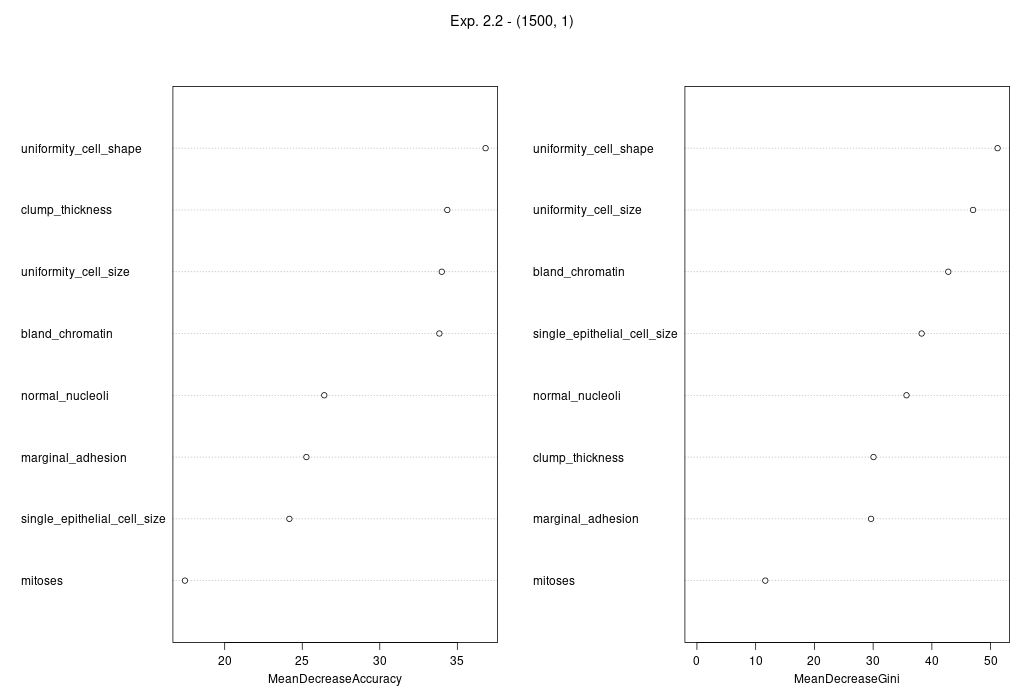 Exp. 2.2 - (1500, 1)
uniformity_cell_shape
clump_thickness
uniformity_cell_size
bland_chromatin
normal_nucleoli
marginal_adhesion
single_epithelial_cell_size
mitoses
20 25 30 35
MeanDecreaseAccuracy
uniformity_cell_shape
uniformity_cell_size
bland_chromatin
single_epithelial_cell_size
normal_nucleoli
clump_thickness
marginal_adhesion
mitoses
0 10 20 30 40 50
MeanDecreaseGini